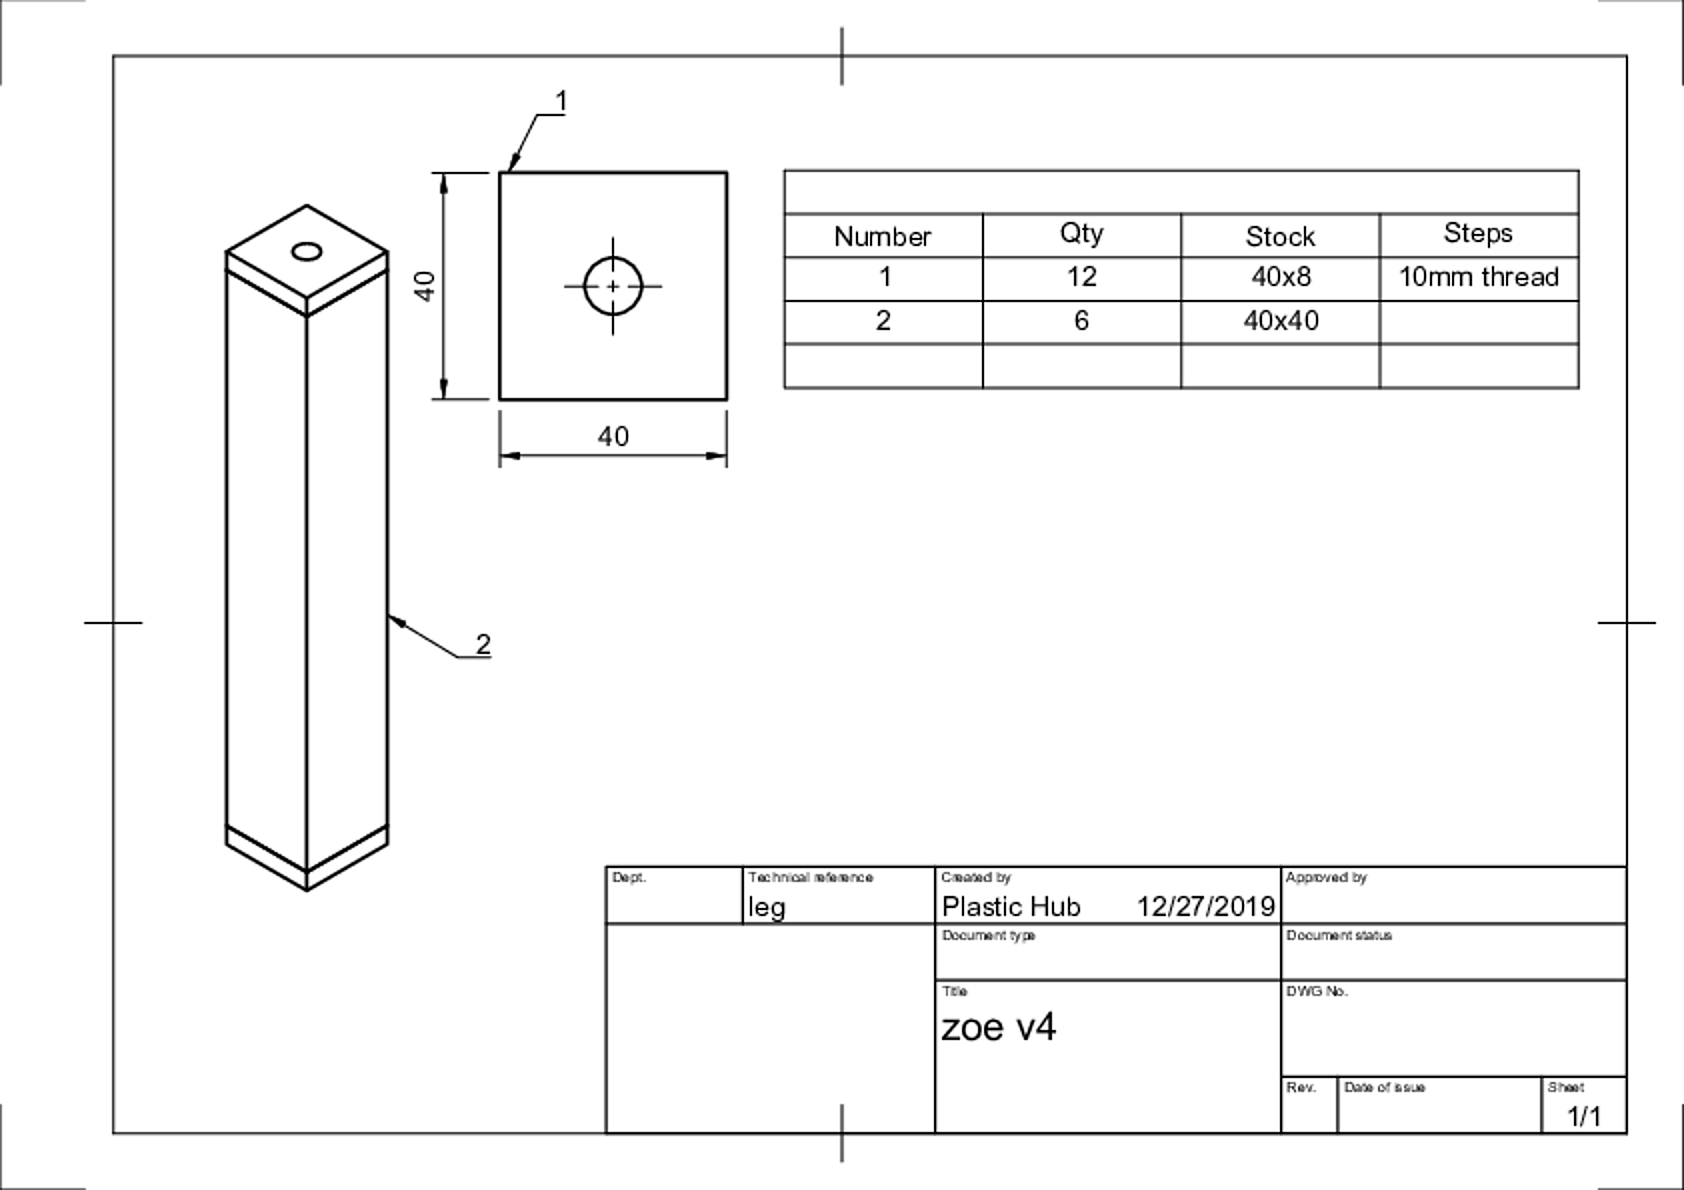 1
40
40
2
Number Qty Stock Steps
1 12 40x8 10mm thread
2 6 40x40
Dept. Technical reference Created by Approved by
leg Plastic Hub 12/27/2019
Document type Document status
Title DWG No.
zoe v4
Rev. Date of issue Sheet
1/1